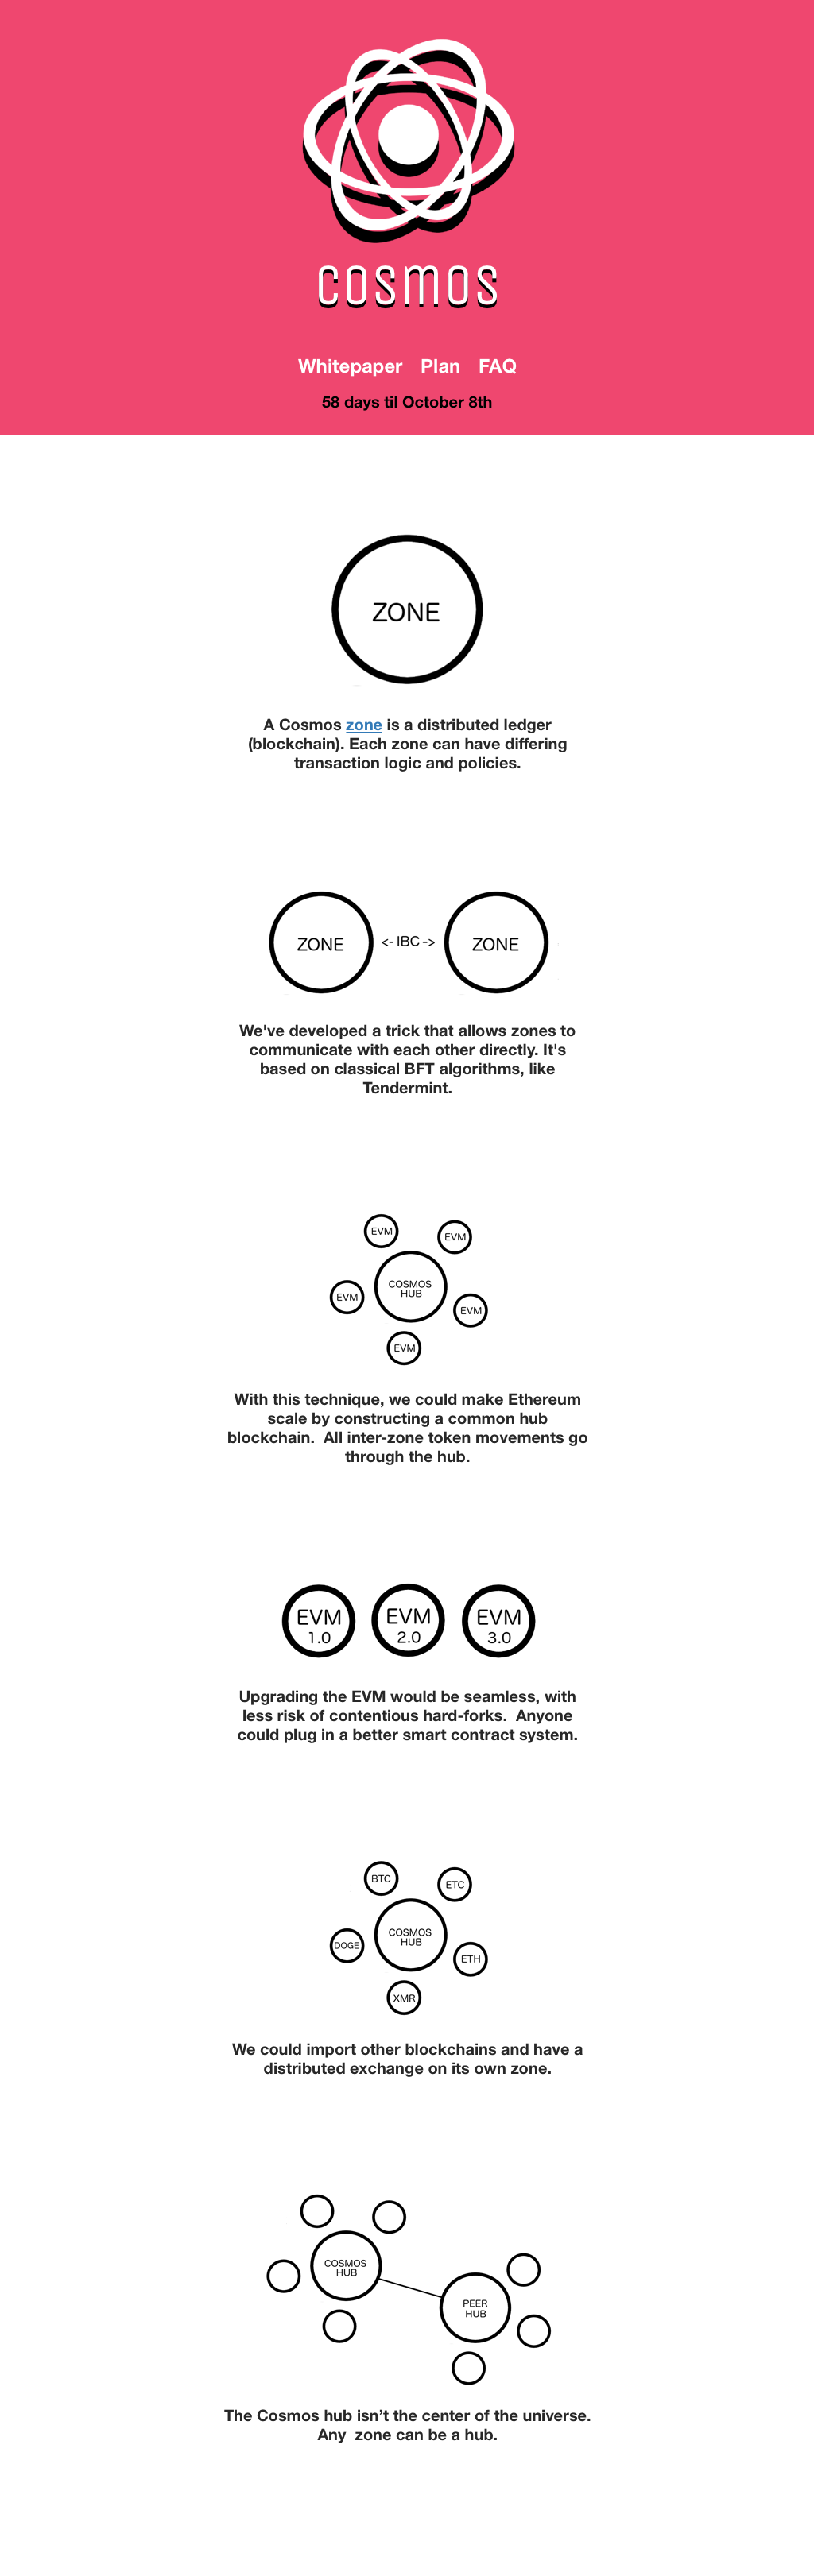 COSMOS
Whitepaper Plan FAQ
58 days til October 8th
ZONE
A Cosmos zone is a distributed ledger
(blockchain). Each zone can have differing
transaction logic and policies.
ZONE <- IBC -> ZONE
We've developed a trick that allows zones to
communicate with each other directly. It's
based on classical BFT algorithms, like
Tendermint.
EVM
EVM
COSMOS
HUB
EVM
EVM
EVM
With this technique, we could make Ethereum
scale by constructing a common hub
blockchain.  All inter-zone token movements go
through the hub.
EVM EVM EVM
1.0 2.0 3.0
Upgrading the EVM would be seamless, with
less risk of contentious hard-forks.  Anyone
could plug in a better smart contract system.
BTC
ETC
COSMOS
HUB
DOGE
ETH
XMR
We could import other blockchains and have a
distributed exchange on its own zone.
COSMOS
HUB
PEER
HUB
The Cosmos hub isn’t the center of the universe.
Any  zone can be a hub.